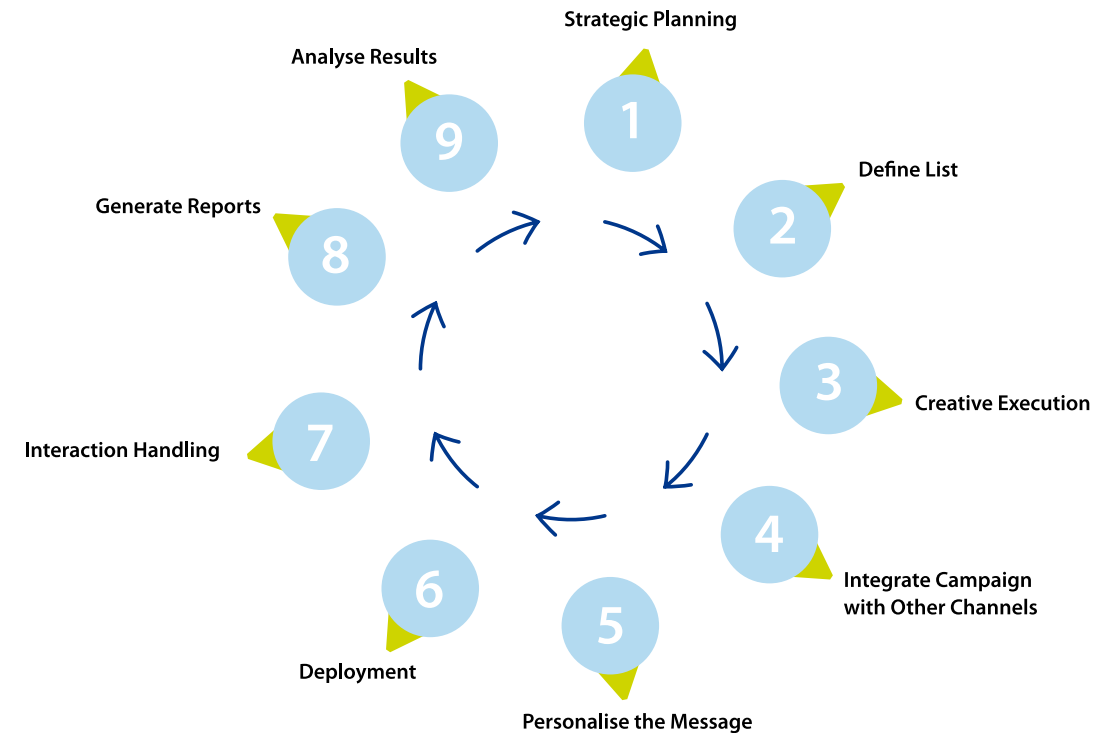 Strategic Planning
1
Define List
2
Creative Execution
3
Integrate Campaign
with Other Channels
4
Personalise the Message
5
Deployment
6
Interaction Handling
7
Generate Reports
8
Analyse Results
9